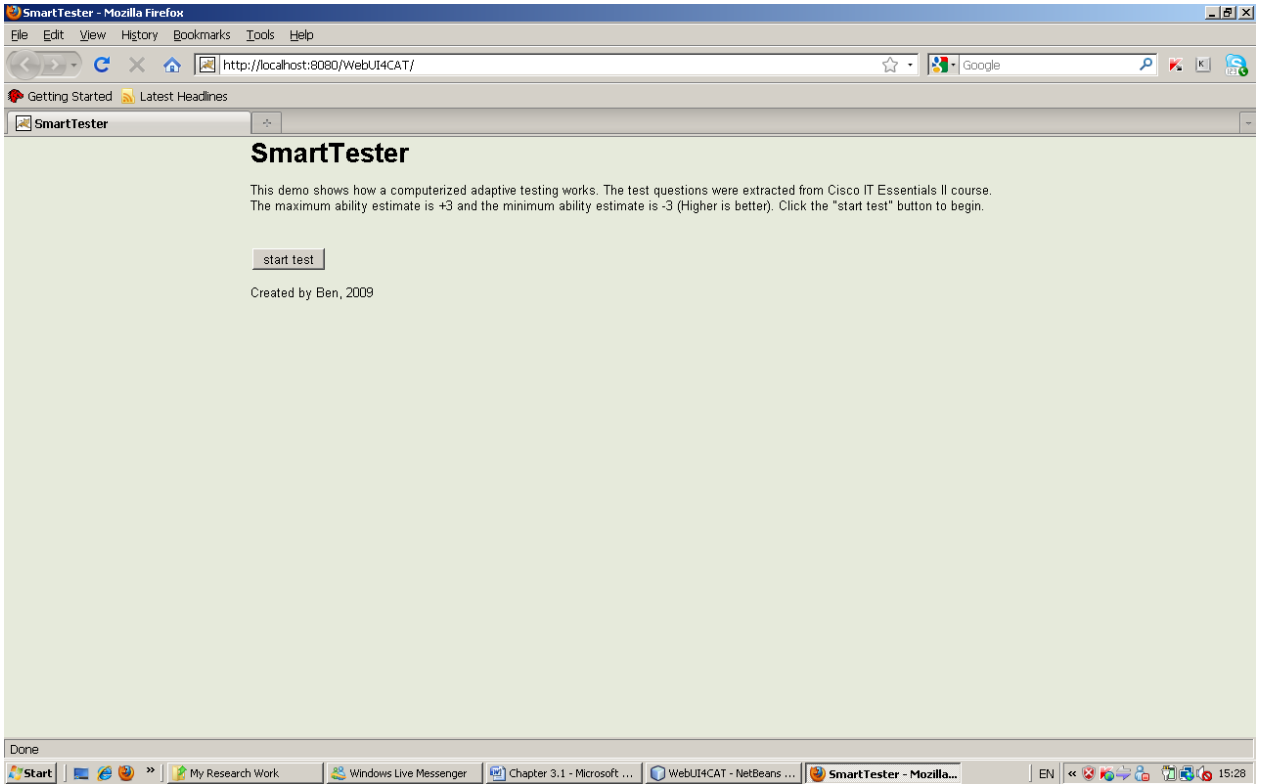 SmartTester - Mozilla Firefox
File Edit View History Bookmarks Tools Help
http://localhost:8080/WebUI4CAT/
Google
Getting Started Latest Headlines
SmartTester
SmartTester
This demo shows how a computerized adaptive testing works. The test questions were extracted from Cisco IT Essentials II course.
The maximum ability estimate is +3 and the minimum ability estimate is -3 (Higher is better). Click the "start test" button to begin.
start test
Created by Ben, 2009
Done
Start » My Research Work Windows Live Messenger Chapter 3.1 - Microsoft ... WebUI4CAT - NetBeans ... SmartTester - Mozilla... EN « 15:28